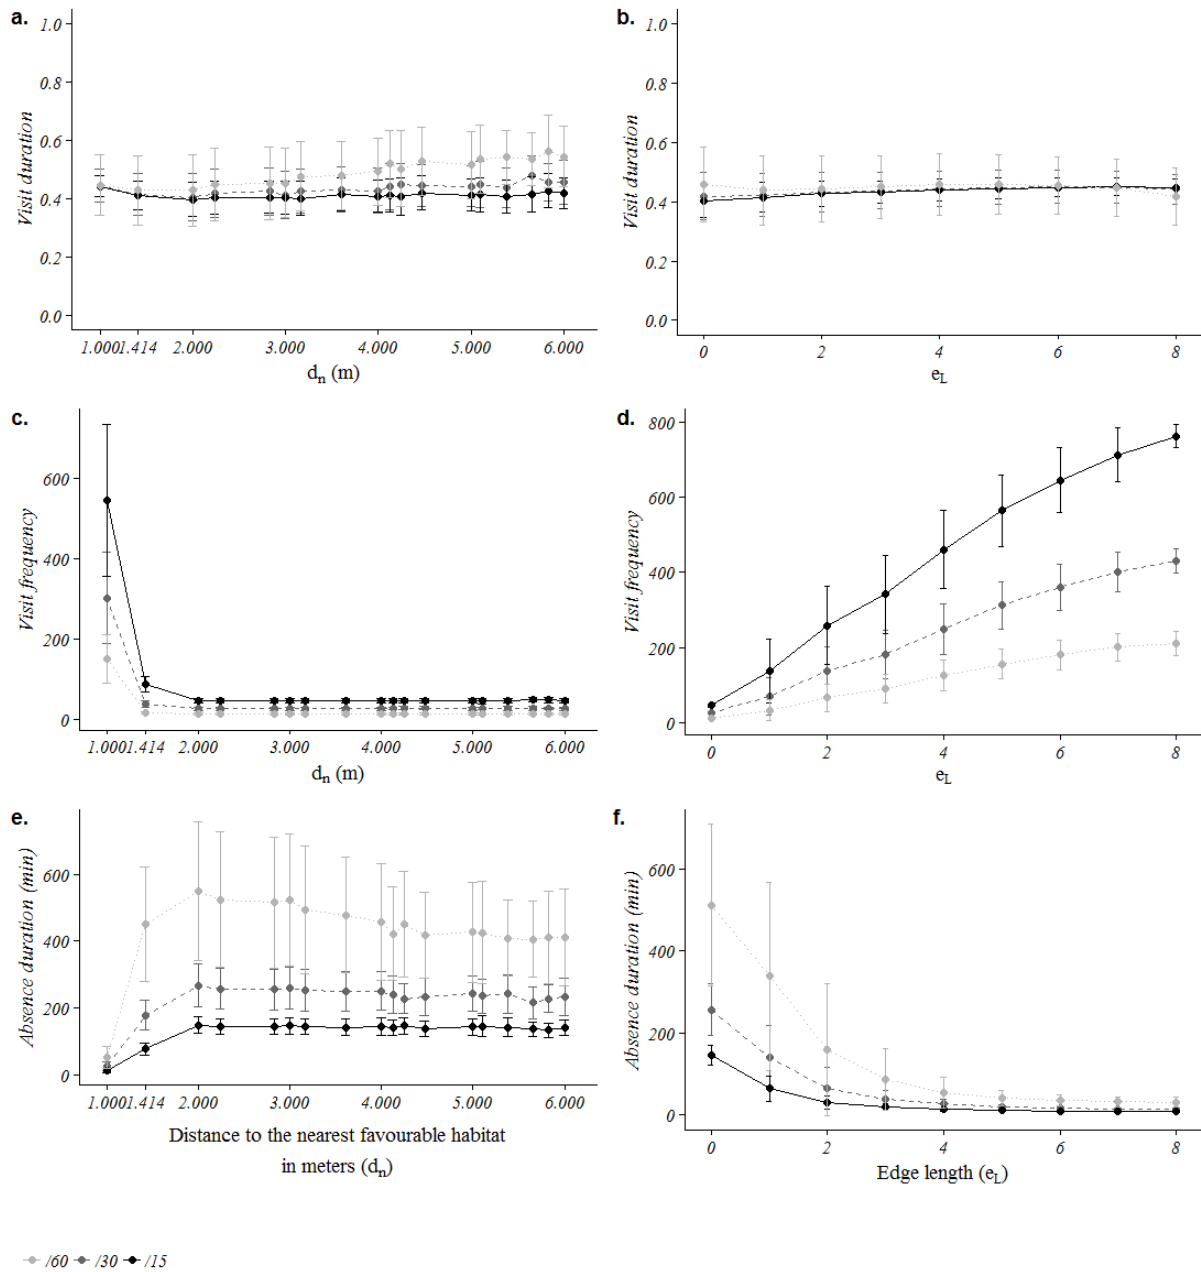 a.
1.0
0.8
0.6
0.4
0.2
0.0
Visit duration
1.000 1.414 2.000 3.000 4.000 5.000 6.000
dn (m)
b.
1.0
0.8
0.6
0.4
0.2
0.0
Visit duration
0 2 4 6 8
eL
c.
600
400
200
0
Visit frequency
1.000 1.414 2.000 3.000 4.000 5.000 6.000
dn (m)
d.
800
600
400
200
0
Visit frequency
0 2 4 6 8
eL
e.
600
400
200
0
Absence duration (min)
1.000 1.414 2.000 3.000 4.000 5.000 6.000
Distance to the nearest favourable habitat
in meters (dn)
f.
600
400
200
0
Absence duration (min)
0 2 4 6 8
Edge length (eL)
/60 /30 /15